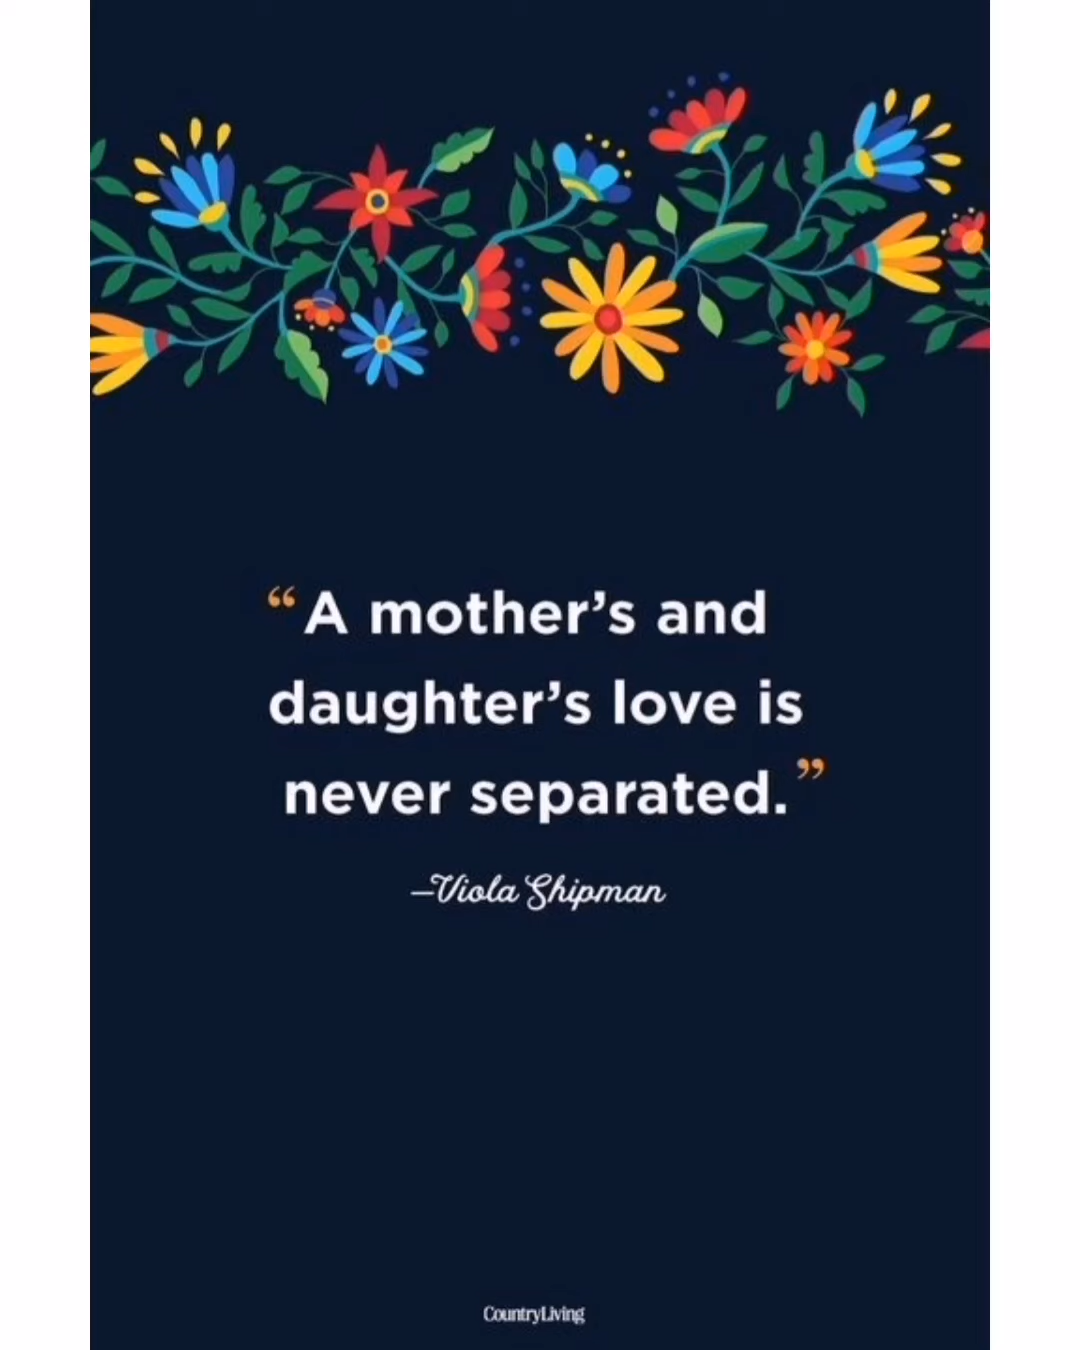 “A mother’s and
daughter’s love is
never separated.”
—Viola Shipman
CountryLiving